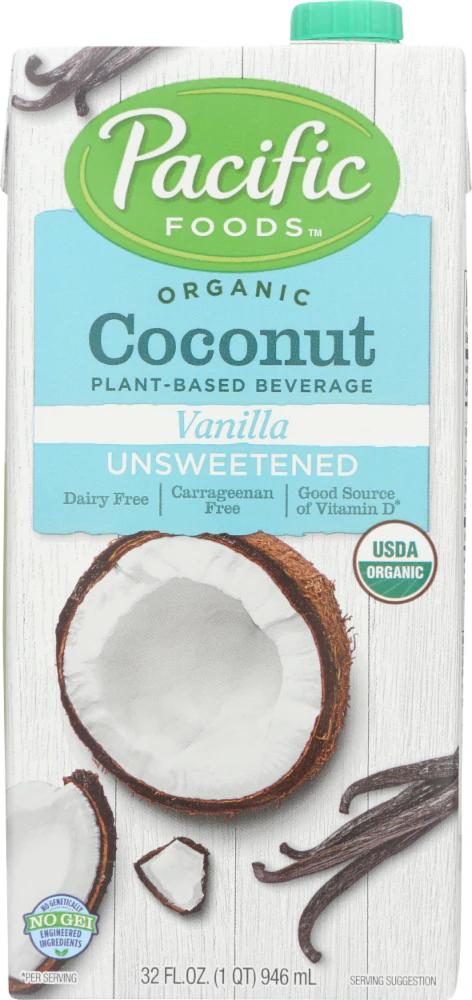 Pacific
FOODS™
ORGANIC
Coconut
PLANT-BASED BEVERAGE
Vanilla
UNSWEETENED
Dairy Free | Carrageenan Free | Good Source of Vitamin D*
USDA
ORGANIC
NO GENETICALLY
NO GEI
ENGINEERED
INGREDIENTS
*PER SERVING
32 FL.OZ. (1 QT) 946 mL
SERVING SUGGESTION